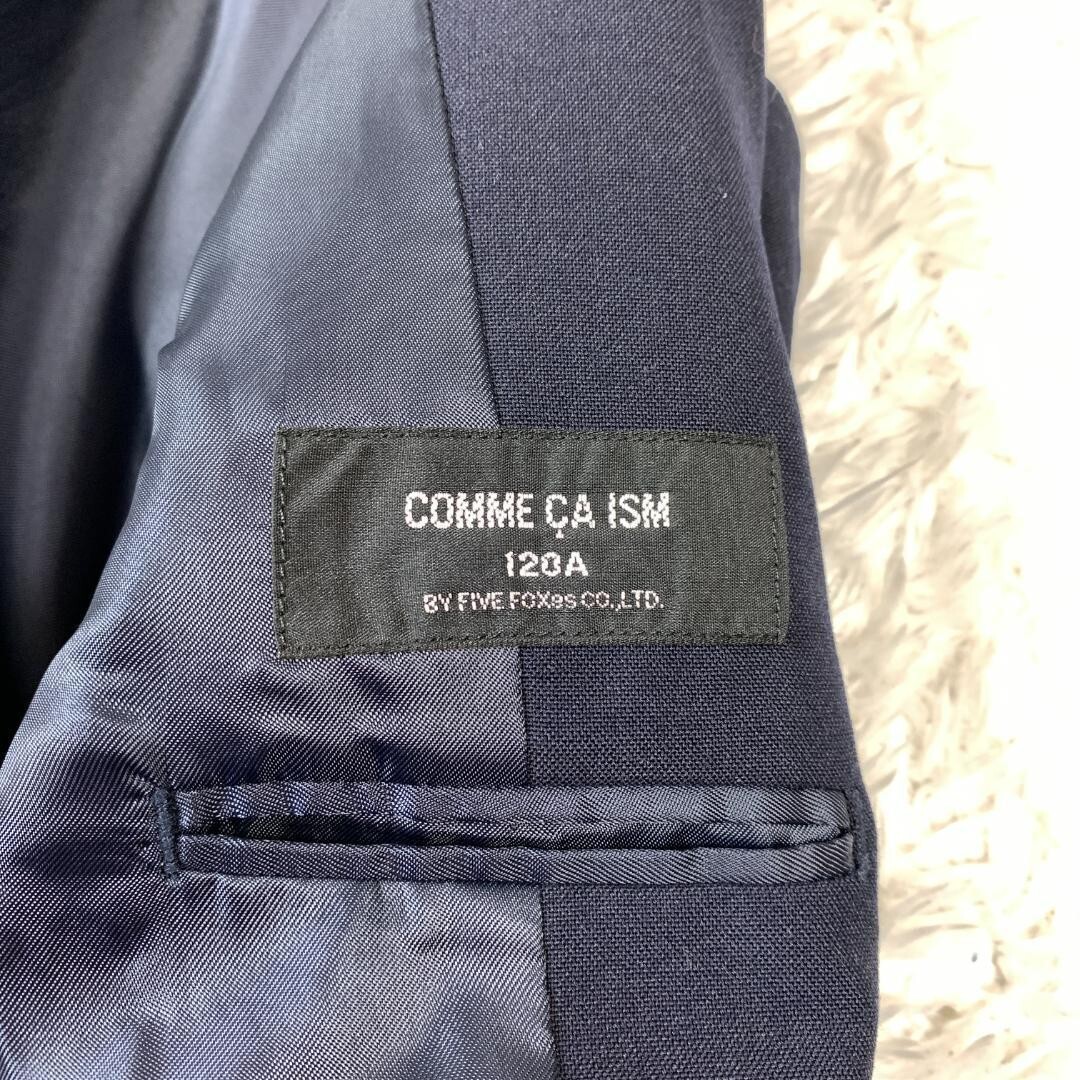 COMME ÇA ISM
120A
BY FIVE FOXes CO.,LTD.